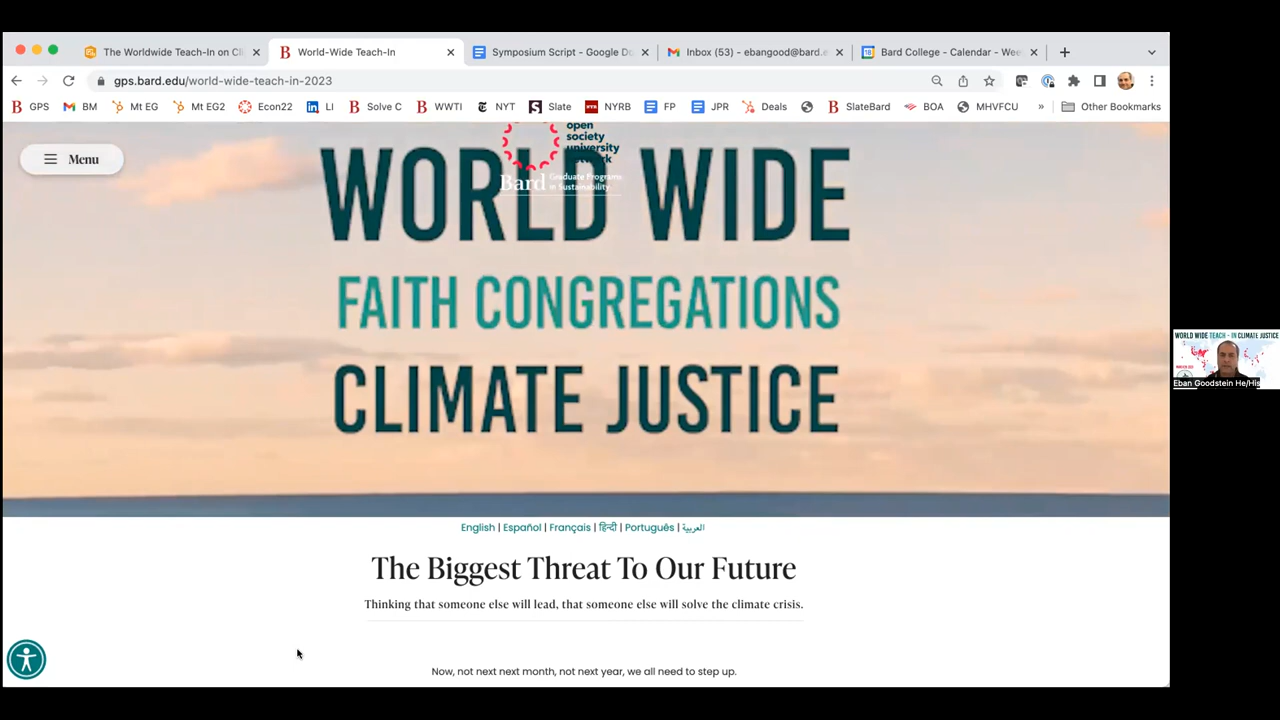 The Worldwide Teach-In on Cli
World-Wide Teach-In
Symposium Script - Google Do
Inbox (53) - ebangood@bard.e
Bard College - Calendar - Wee
gps.bard.edu/world-wide-teach-in-2023
GPS
BM
Mt EG
Mt EG2
Econ22
LI
Solve C
WWTI
NYT
Slate
NYRB
FP
JPR
Deals
SlateBard
BOA
MHVFCU
»
Other Bookmarks
Menu
open
society
university
network
Bard Graduate Programs
in Sustainability
WORLD WIDE
FAITH CONGREGATIONS
CLIMATE JUSTICE
English | Español | Français | हिन्दी | Português | العربية
The Biggest Threat To Our Future
Thinking that someone else will lead, that someone else will solve the climate crisis.
Now, not next next month, not next year, we all need to step up.
WORLD WIDE TEACH - IN CLIMATE JUSTICE
Eban Goodstein He/His